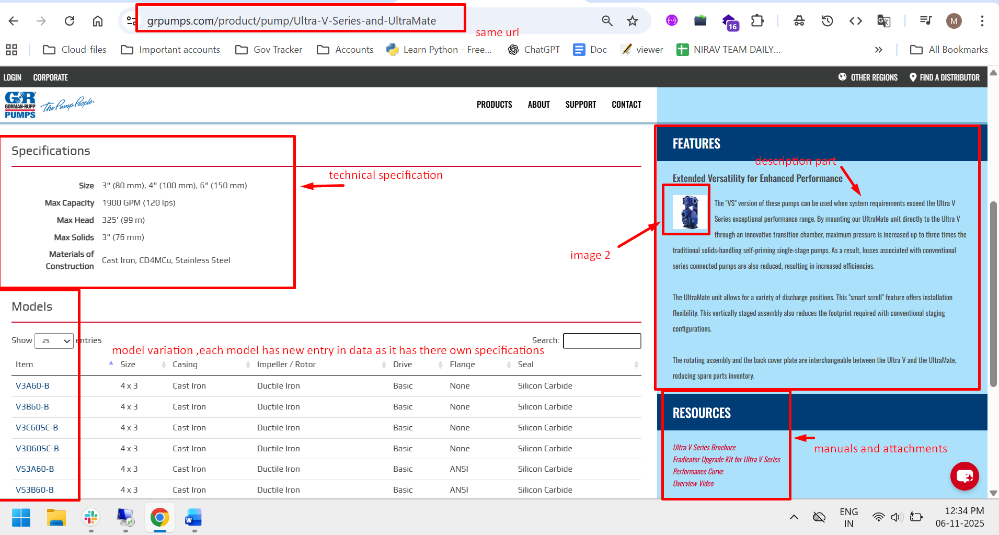 grpumps.com/product/pump/Ultra-V-Series-and-UltraMate
same url
16
M
Cloud-files
Important accounts
Gov Tracker
Accounts
Learn Python - Free...
ChatGPT
Doc
viewer
NIRAV TEAM DAILY...
All Bookmarks
LOGIN CORPORATE
OTHER REGIONS FIND A DISTRIBUTOR
GR
GORMAN-RUPP
PUMPS
The Pump People
PRODUCTS ABOUT SUPPORT CONTACT
Specifications
technical specification
Size 3" (80 mm), 4" (100 mm), 6" (150 mm)
Max Capacity 1900 GPM (120 lps)
Max Head 325' (99 m)
Max Solids 3" (76 mm)
Materials of
Construction Cast Iron, CD4MCu, Stainless Steel
Models
Show 25 entries
Search:
model variation ,each model has new entry in data as it has there own specifications
Item Size Casing Impeller / Rotor Drive Flange Seal
V3A60-B 4 x 3 Cast Iron Ductile Iron Basic None Silicon Carbide
V3B60-B 4 x 3 Cast Iron Ductile Iron Basic None Silicon Carbide
V3C60SC-B 4 x 3 Cast Iron Ductile Iron Basic None Silicon Carbide
V3D60SC-B 4 x 3 Cast Iron Ductile Iron Basic None Silicon Carbide
VS3A60-B 4 x 3 Cast Iron Ductile Iron Basic ANSI Silicon Carbide
VS3B60-B 4 x 3 Cast Iron Ductile Iron Basic ANSI Silicon Carbide
FEATURES
description part
Extended Versatility for Enhanced Performance
image 2
The "VS" version of these pumps can be used when system requirements exceed the Ultra V
Series exceptional performance range. By mounting our UltraMate unit directly to the Ultra V
through an innovative transition chamber, maximum pressure is increased up to three times the
traditional solids-handling self-priming single-stage pumps. As a result, losses associated with conventional
series connected pumps are also reduced, resulting in increased efficiencies.
The UltraMate unit allows for a variety of discharge positions. This "smart scroll" feature offers installation
flexibility. This vertically staged assembly also reduces the footprint required with conventional staging
configurations.
The rotating assembly and the back cover plate are interchangeable between the Ultra V and the UltraMate,
reducing spare parts inventory.
RESOURCES
Ultra V Series Brochure
Eradicator Upgrade Kit for Ultra V Series
Performance Curve
Overview Video
manuals and attachments
W
ENG
IN
12:34 PM
06-11-2025